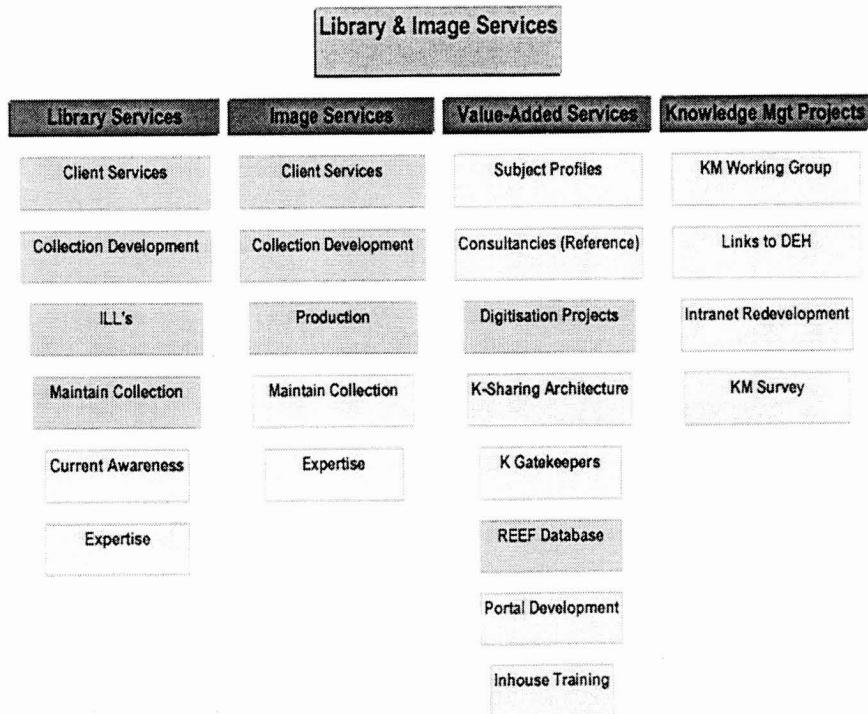 Library & Image Services
Library Services
Client Services
Collection Development
ILL's
Maintain Collection
Current Awareness
Expertise
Image Services
Client Services
Collection Development
Production
Maintain Collection
Expertise
Value-Added Services
Subject Profiles
Consultancies (Reference)
Digitisation Projects
K-Sharing Architecture
K Gatekeepers
REEF Database
Portal Development
Inhouse Training
Knowledge Mgt Projects
KM Working Group
Links to DEH
Intranet Redevelopment
KM Survey